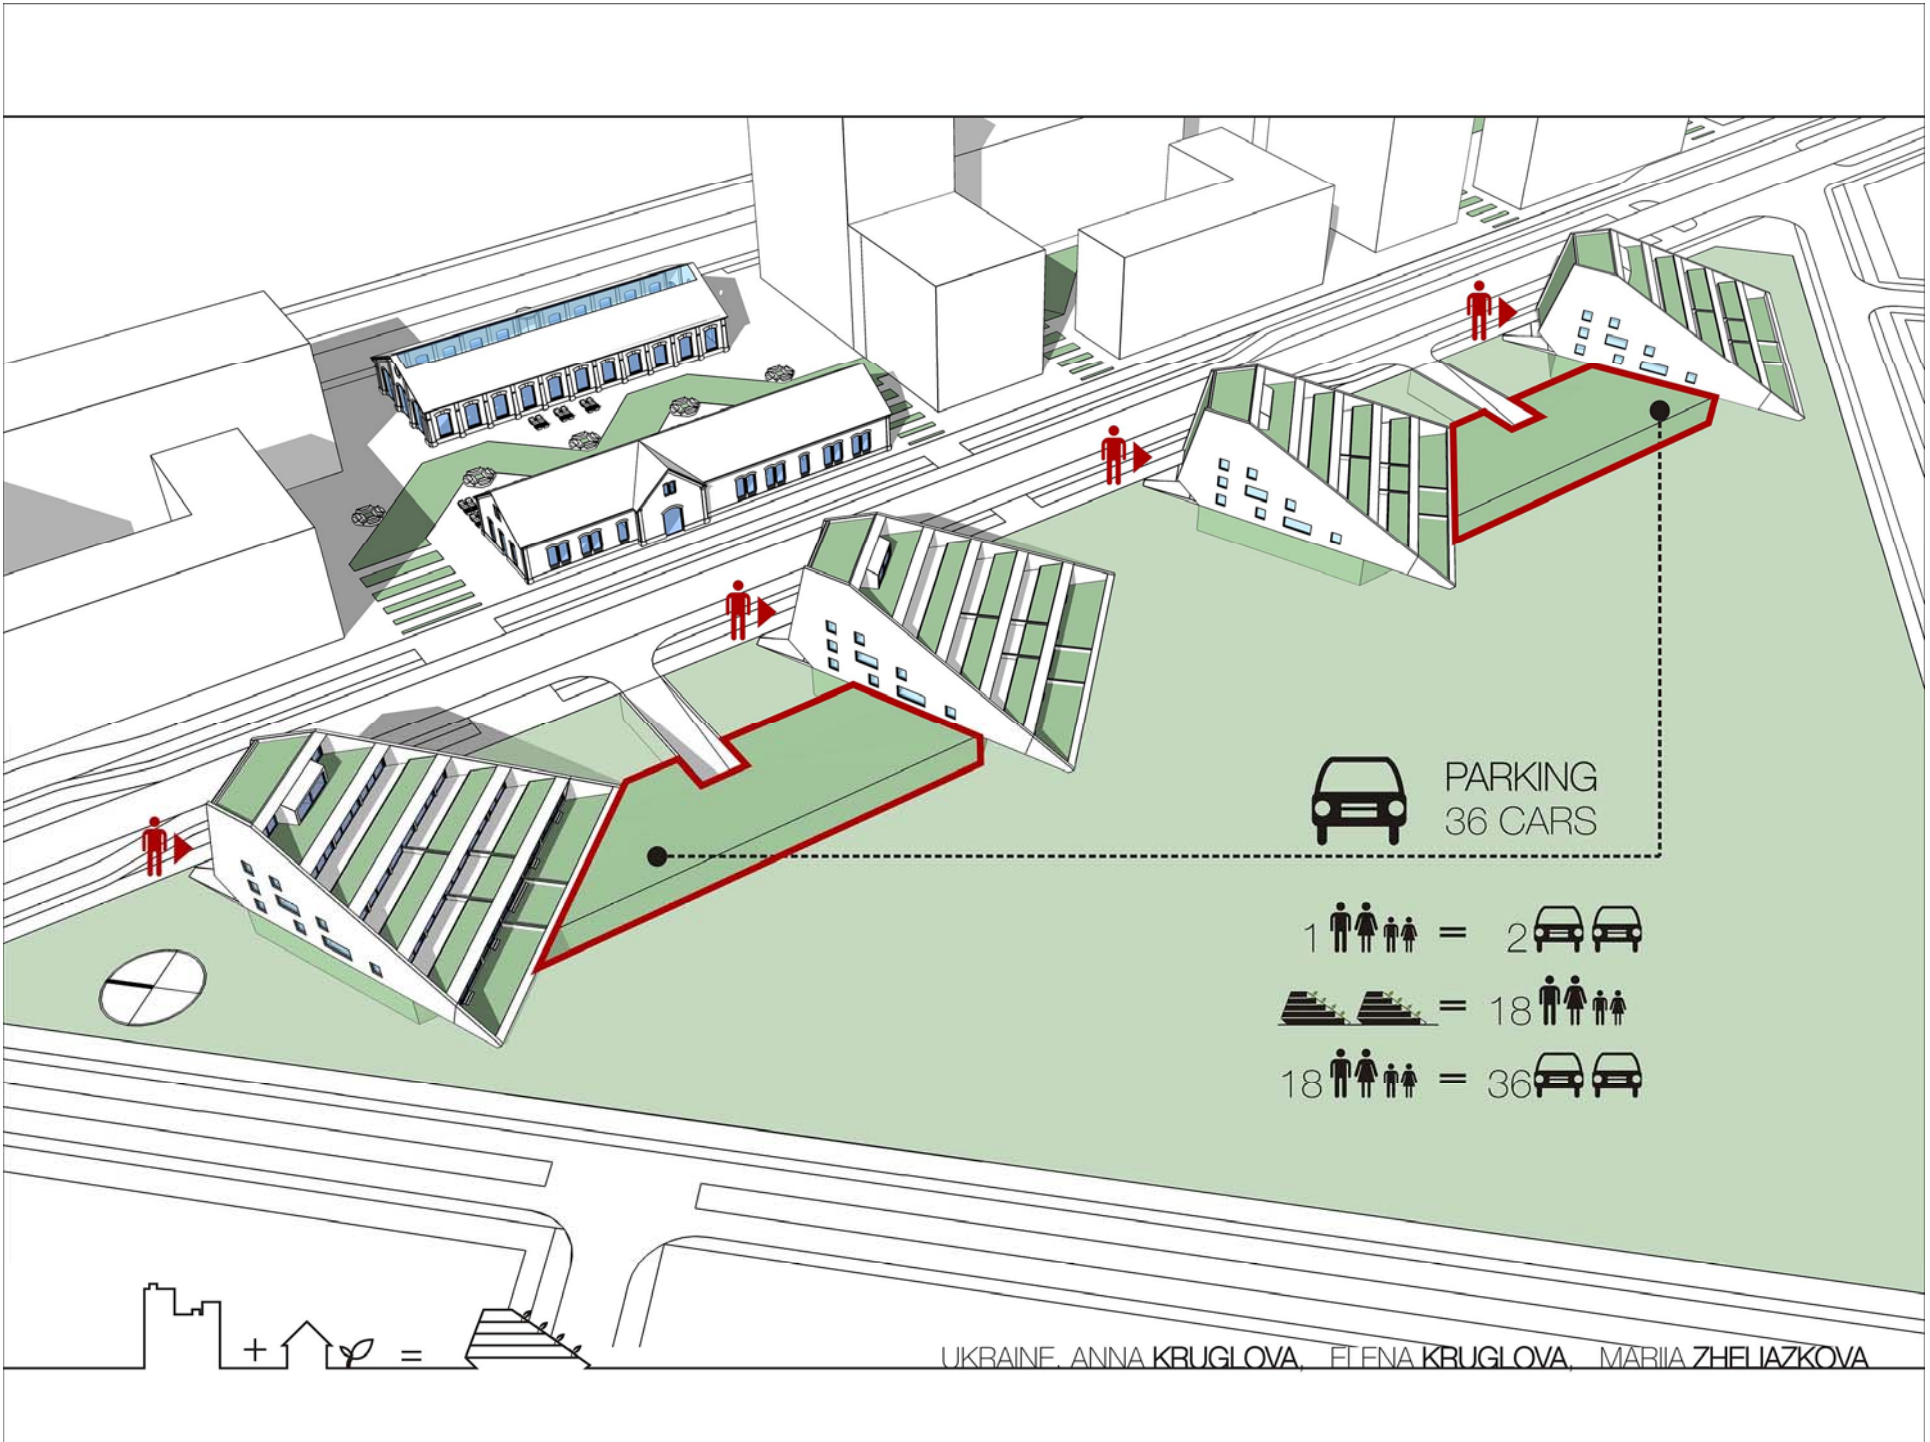 PARKING
36 CARS
1 = 2
= 18
18 = 36
+ =
UKRAINE. ANNA KRUGLOVA, ELENA KRUGLOVA, MARIIA ZHELIAZKOVA